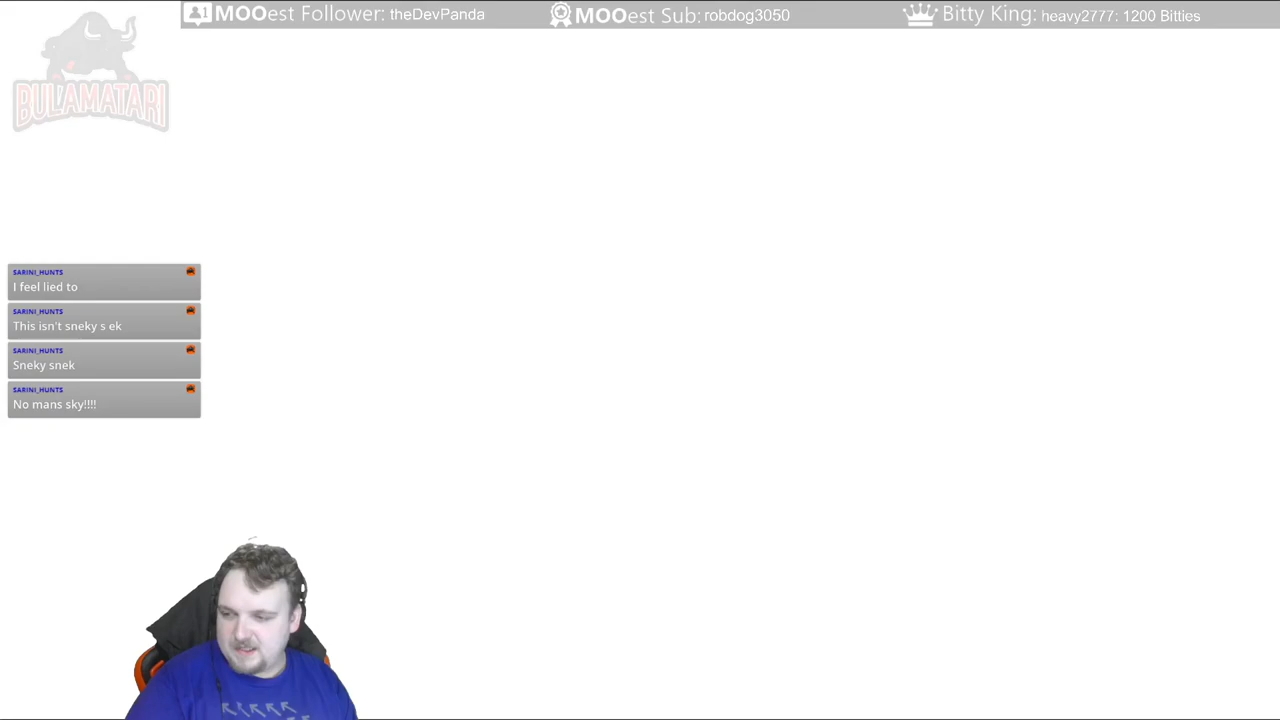 MOOest Follower: theDevPanda
MOOest Sub: robdog3050
Bitty King: heavy2777: 1200 Bitties
BULAMATARI
SARINI_HUNTS
I feel lied to
SARINI_HUNTS
This isn't sneky s ek
SARINI_HUNTS
Sneky snek
SARINI_HUNTS
No mans sky!!!!